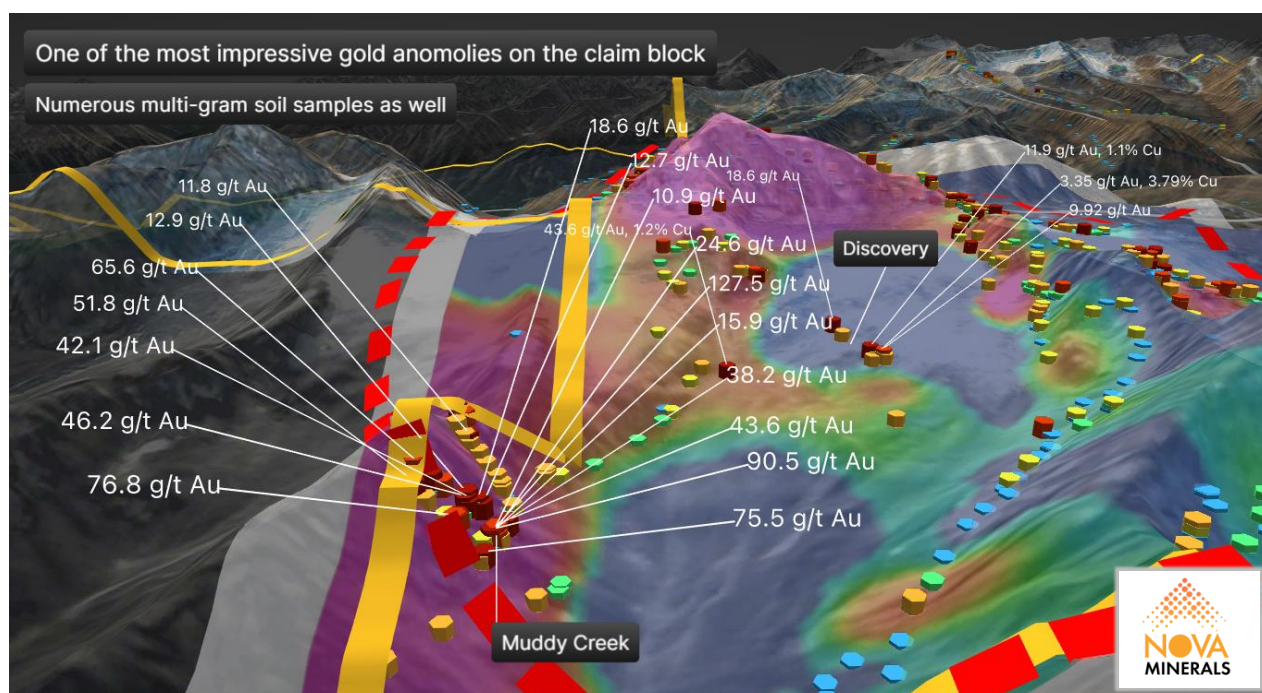 One of the most impressive gold anomolies on the claim block
Numerous multi-gram soil samples as well
18.6 g/t Au
12.7 g/t Au
11.9 g/t Au, 1.1% Cu
11.8 g/t Au
18.6 g/t Au
3.35 g/t Au, 3.79% Cu
10.9 g/t Au
12.9 g/t Au
9.92 g/t Au
43.6 g/t Au, 1.2% Cu
24.6 g/t Au
Discovery
65.6 g/t Au
127.5 g/t Au
51.8 g/t Au
15.9 g/t Au
42.1 g/t Au
38.2 g/t Au
46.2 g/t Au
43.6 g/t Au
90.5 g/t Au
76.8 g/t Au
75.5 g/t Au
Muddy Creek
NOVA
MINERALS